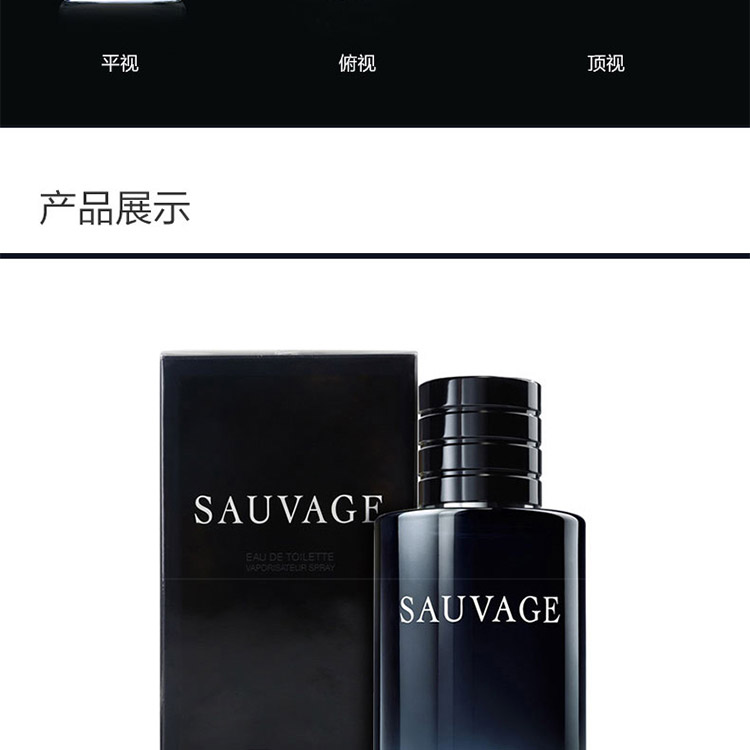 平视
俯视
顶视
产品展示
SAUVAGE
EAU DE TOILETTE
VAPORISATEUR SPRAY
SAUVAGE